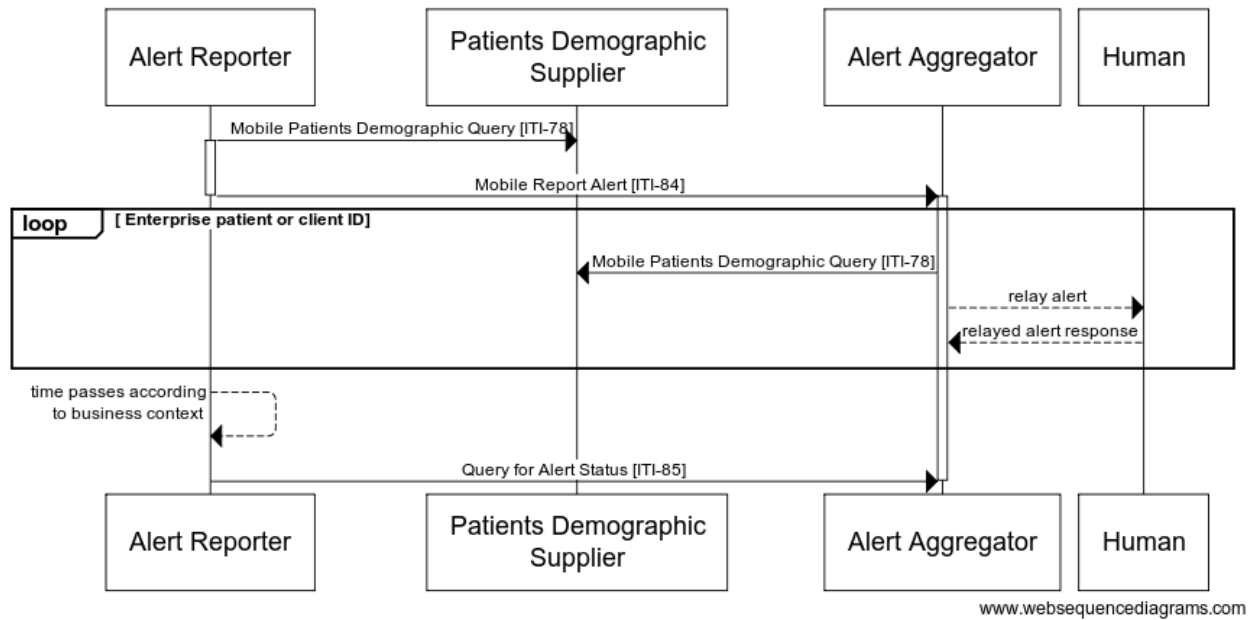 Alert Reporter
Patients Demographic
Supplier
Alert Aggregator
Human
Mobile Patients Demographic Query [ITI-78]
Mobile Report Alert [ITI-84]
loop
[ Enterprise patient or client ID]
Mobile Patients Demographic Query [ITI-78]
relay alert
relayed alert response
time passes according
to business context
Query for Alert Status [ITI-85]
Alert Reporter
Patients Demographic
Supplier
Alert Aggregator
Human
www.websequencediagrams.com